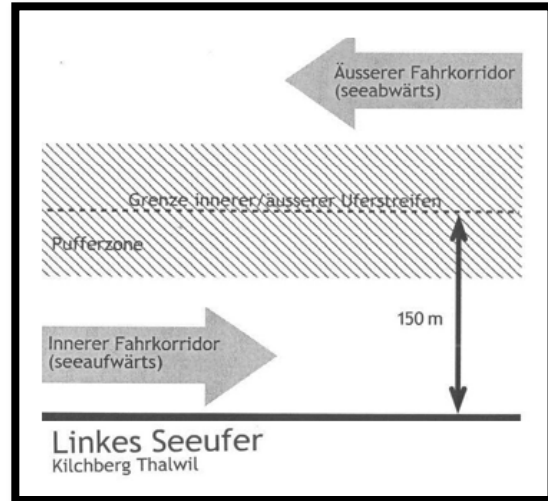 Äusserer Fahrkorridor
(seeabwärts)
Grenze innerer/äusserer Uferstreifen
Pufferzone
150 m
Innerer Fahrkorridor
(seeaufwärts)
Linkes Seeufer
Kilchberg Thalwil